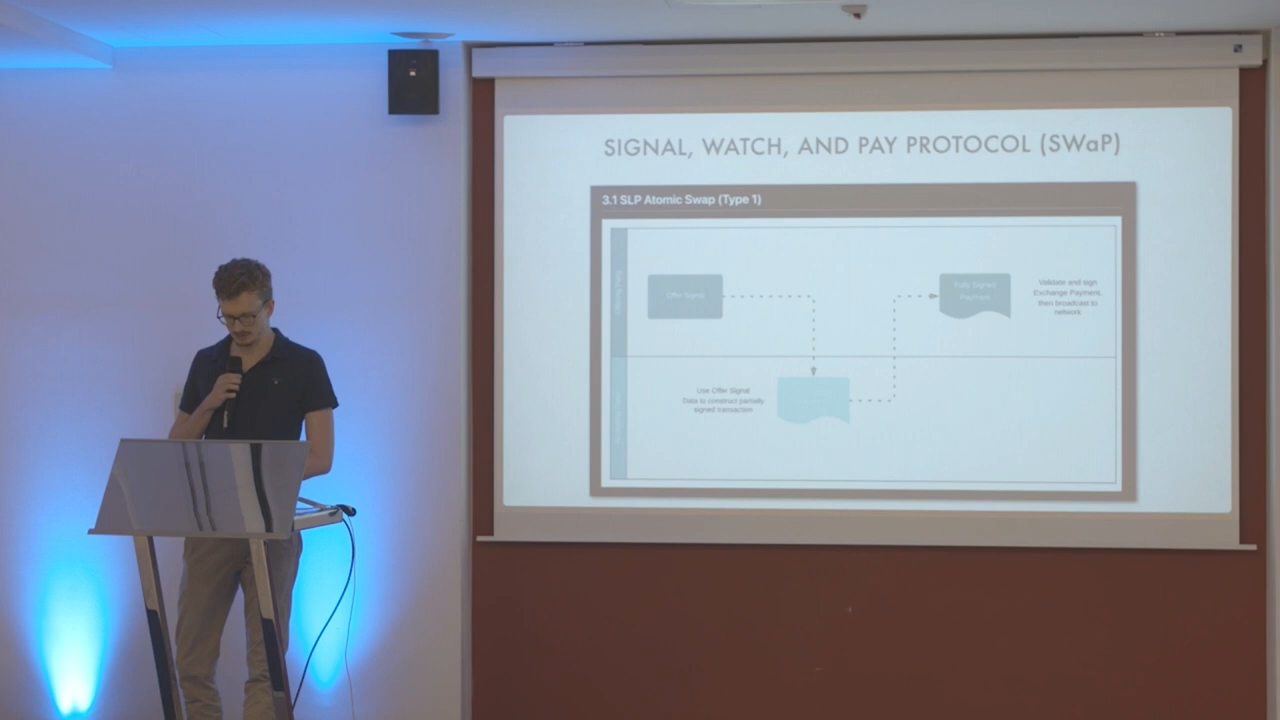 SIGNAL, WATCH, AND PAY PROTOCOL (SWaP)
3.1 SLP Atomic Swap (Type 1)
Offer Signal
Fully Signed
Payment
Validate and sign
Exchange Payment,
then broadcast to
network
Use Offer Signal
Data to construct partially
signed transaction